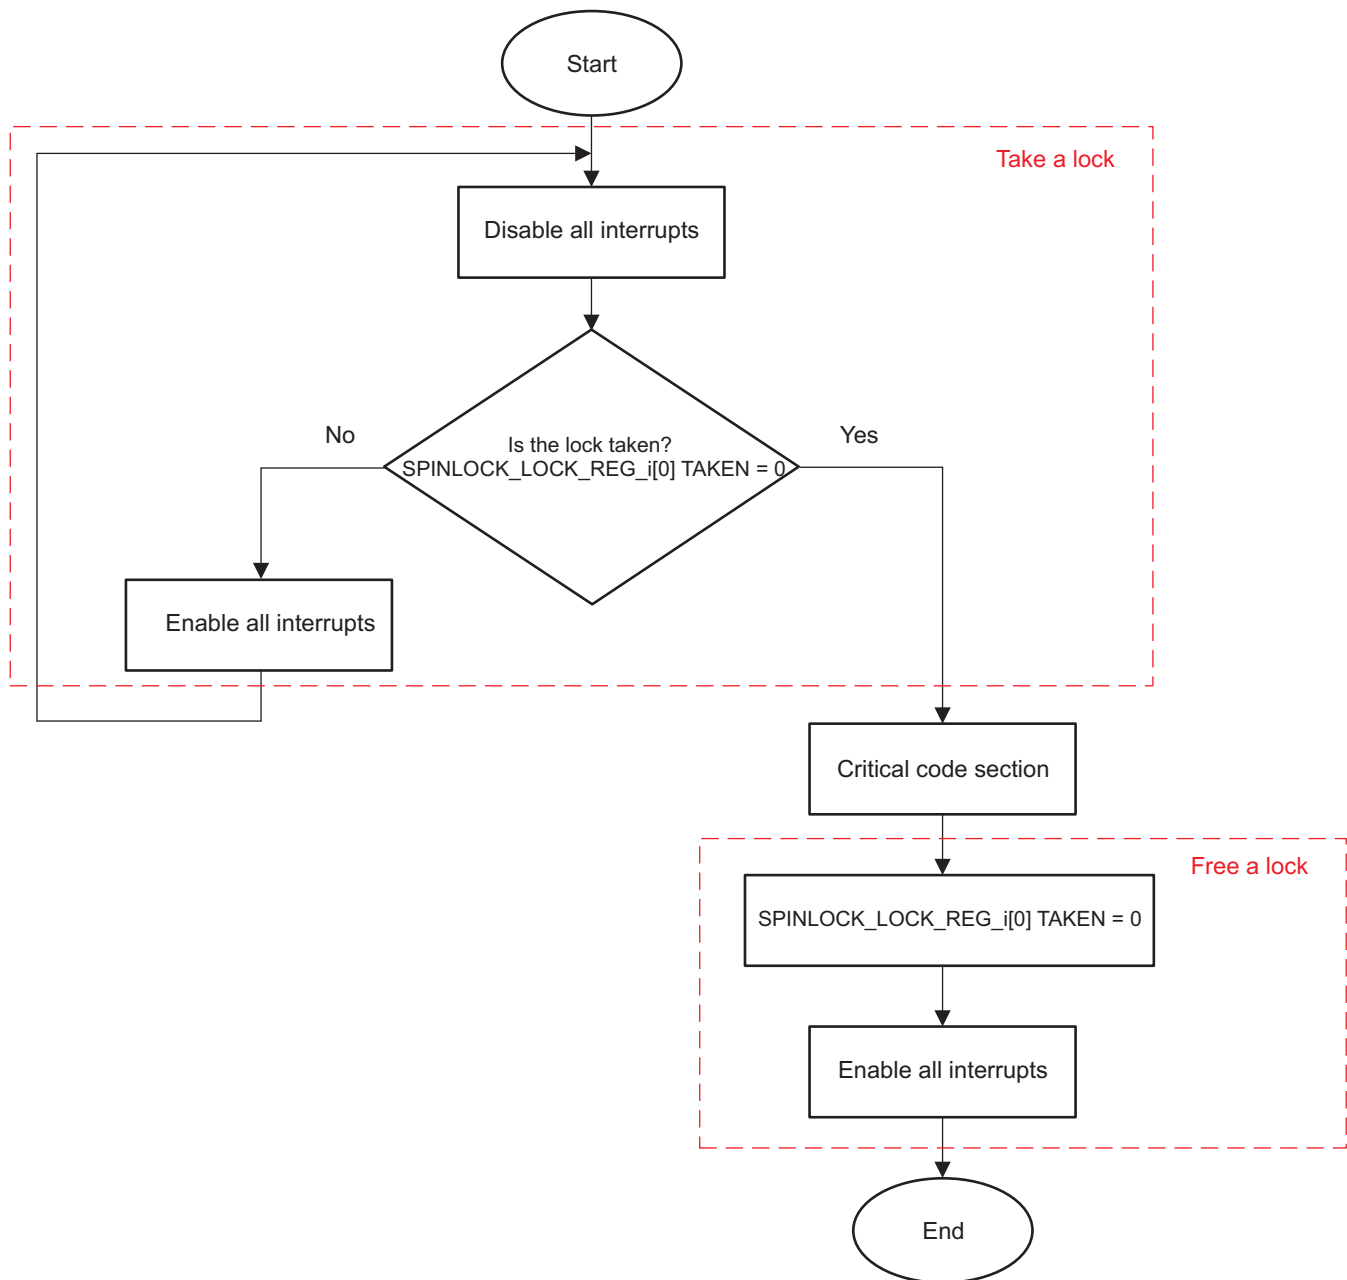 Start
Take a lock
Disable all interrupts
No
Yes
Is the lock taken?
SPINLOCK_LOCK_REG_i[0] TAKEN = 0
Enable all interrupts
Critical code section
Free a lock
SPINLOCK_LOCK_REG_i[0] TAKEN = 0
Enable all interrupts
End